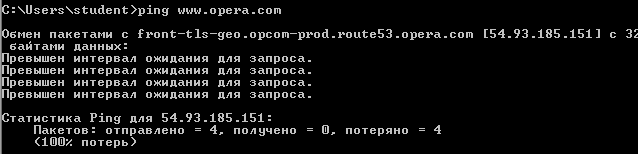 C:\Users\student>ping www.opera.com
Обмен пакетами с front-tls-geo.opcom-prod.route53.opera.com [54.93.185.151] с 32
байтами данных:
Превышен интервал ожидания для запроса.
Превышен интервал ожидания для запроса.
Превышен интервал ожидания для запроса.
Превышен интервал ожидания для запроса.
Статистика Ping для 54.93.185.151:
Пакетов: отправлено = 4, получено = 0, потеряно = 4
(100% потерь)